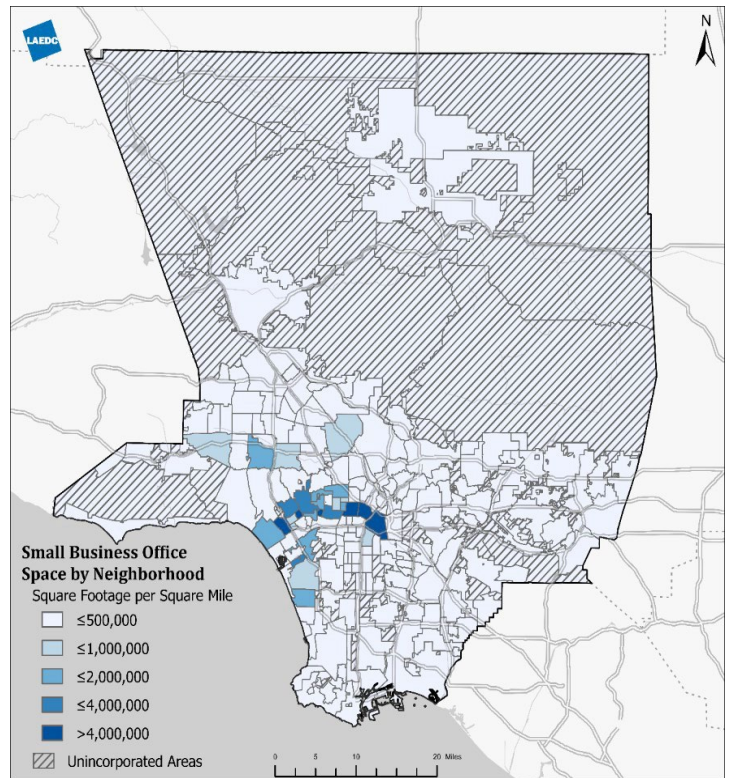 LAEDC
N
Small Business Office
Space by Neighborhood
Square Footage per Square Mile
≤500,000
≤1,000,000
≤2,000,000
≤4,000,000
>4,000,000
Unincorporated Areas
0 5 10 20 Miles